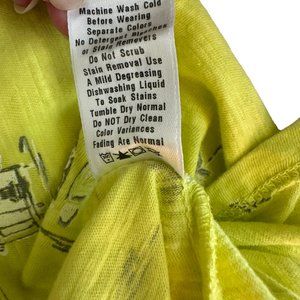 Machine Wash Cold
Before Wearing
Separate Colors
No Detergent Bleaches
or Stain Removers
Do Not Scrub
Stain Removal Use
A Mild Degreasing
Dishwashing Liquid
To Soak Stains
Tumble Dry Normal
Do NOT Dry Clean
Color Variances
Fading Are Normal